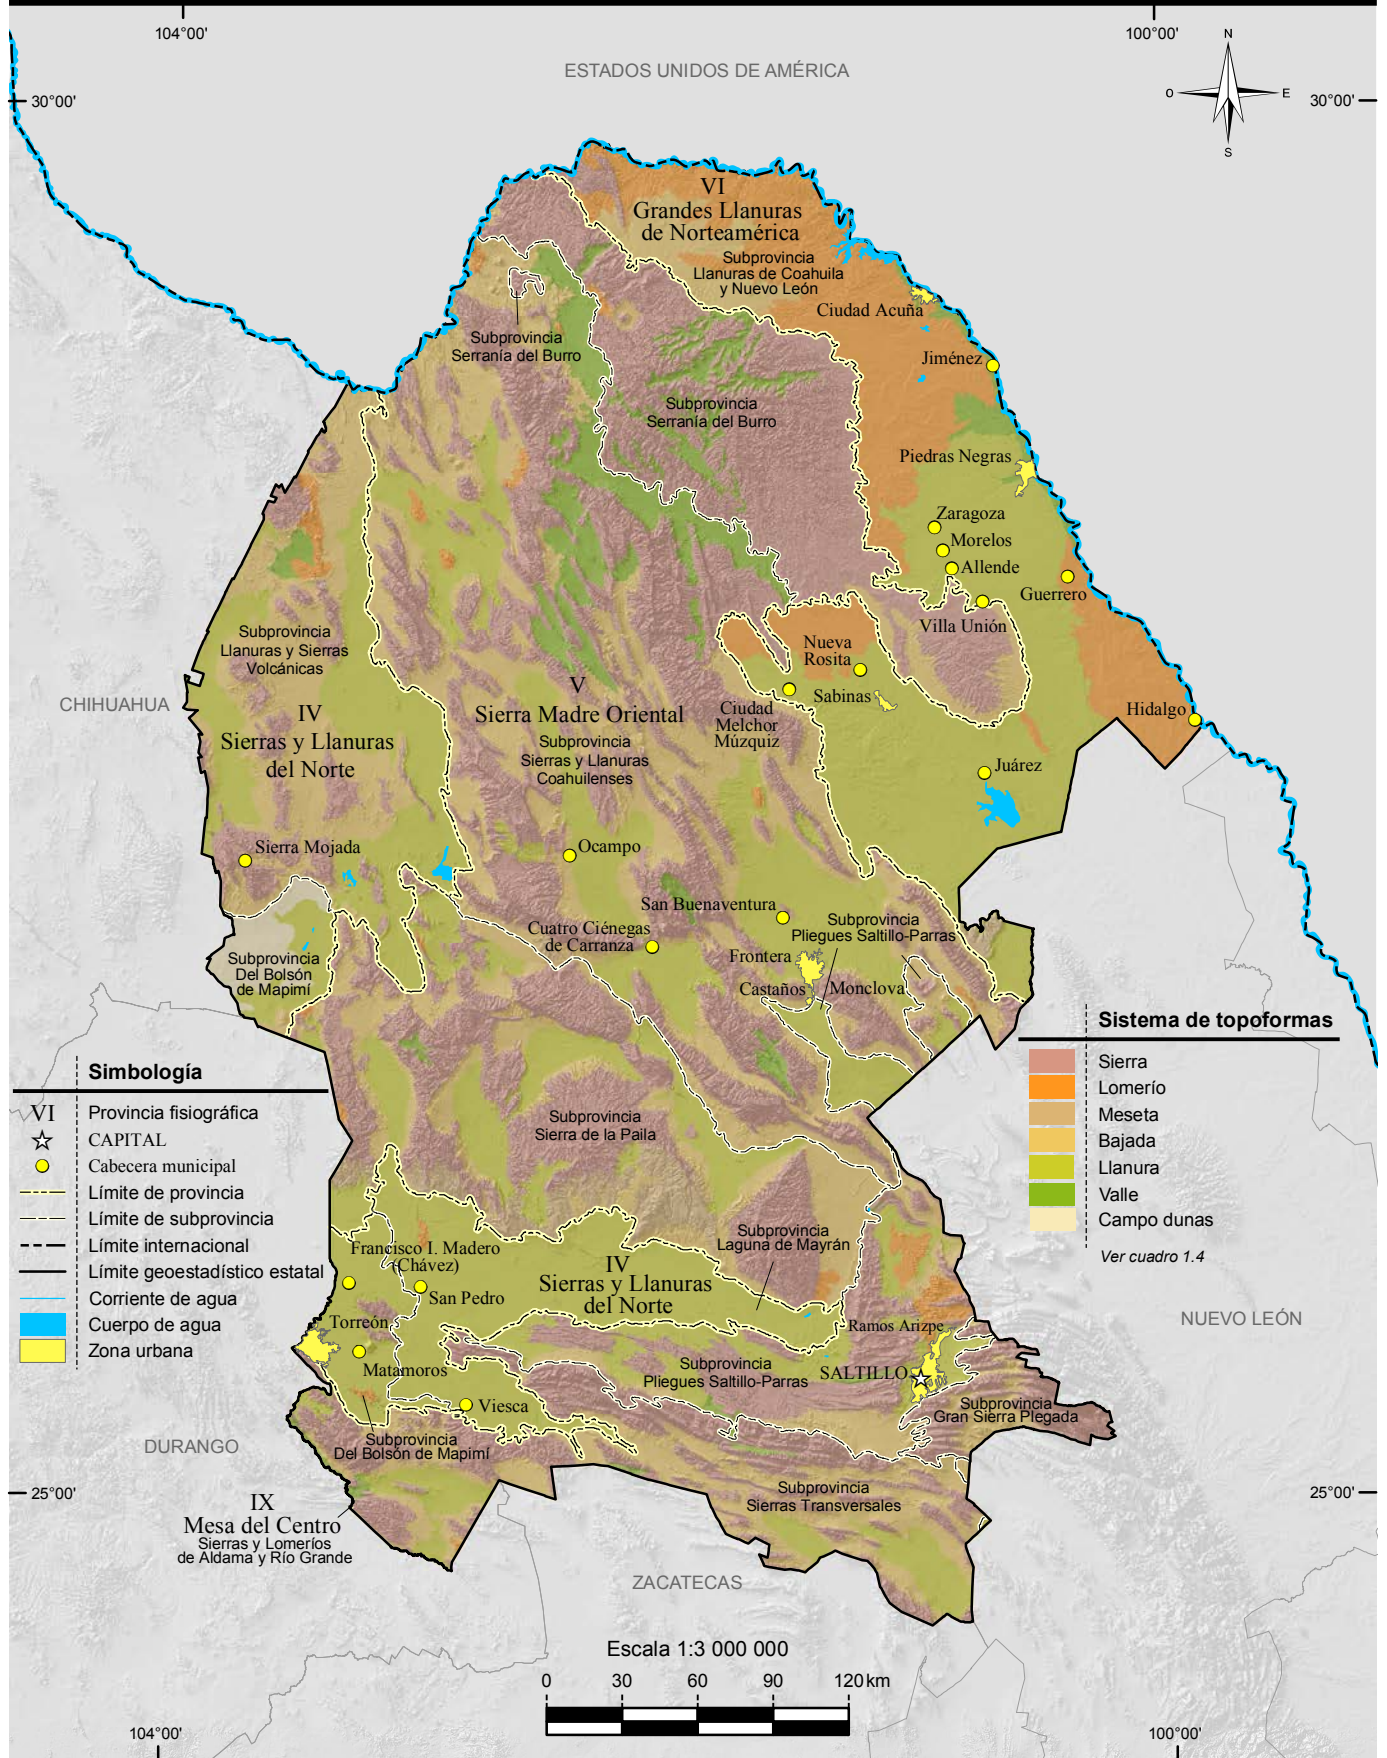 104°00'
100°00'
ESTADOS UNIDOS DE AMÉRICA
N
O
E
S
30°00'
30°00'
VI
Grandes Llanuras
de Norteamérica
Subprovincia
Llanuras de Coahuila
y Nuevo León
Ciudad Acuña
Subprovincia
Serranía del Burro
Jiménez
Subprovincia
Serranía del Burro
Piedras Negras
Zaragoza
Morelos
Allende
Guerrero
Villa Unión
Subprovincia
Llanuras y Sierras
Volcánicas
Nueva
Rosita
Sabinas
CHIHUAHUA
V
Sierra Madre Oriental
Subprovincia
Sierras y Llanuras
Coahuilenses
Ciudad
Melchor
Múzquiz
Hidalgo
IV
Sierras y Llanuras
del Norte
Juárez
Sierra Mojada
Ocampo
San Buenaventura
Subprovincia
Pliegues Saltillo-Parras
Cuatro Ciénegas
de Carranza
Frontera
Castaños
Monclova
Subprovincia
Del Bolsón
de Mapimí
Simbología
VI Provincia fisiográfica
CAPITAL
Cabecera municipal
Límite de provincia
Límite de subprovincia
Límite internacional
Límite geoestadístico estatal
Corriente de agua
Cuerpo de agua
Zona urbana
Sistema de topoformas
Sierra
Lomerío
Meseta
Bajada
Llanura
Valle
Campo dunas
Ver cuadro 1.4
Subprovincia
Sierra de la Paila
Subprovincia
Laguna de Mayrán
Francisco I. Madero
(Chávez)
IV
Sierras y Llanuras
del Norte
San Pedro
Torreón
Matamoros
Ramos Arizpe
NUEVO LEÓN
Subprovincia
Pliegues Saltillo-Parras
SALTILLO
Viesca
Subprovincia
Gran Sierra Plegada
DURANGO
Subprovincia
Del Bolsón de Mapimí
25°00'
25°00'
Subprovincia
Sierras Transversales
IX
Mesa del Centro
Sierras y Lomeríos
de Aldama y Río Grande
ZACATECAS
Escala 1:3 000 000
0 30 60 90 120 km
104°00'
100°00'